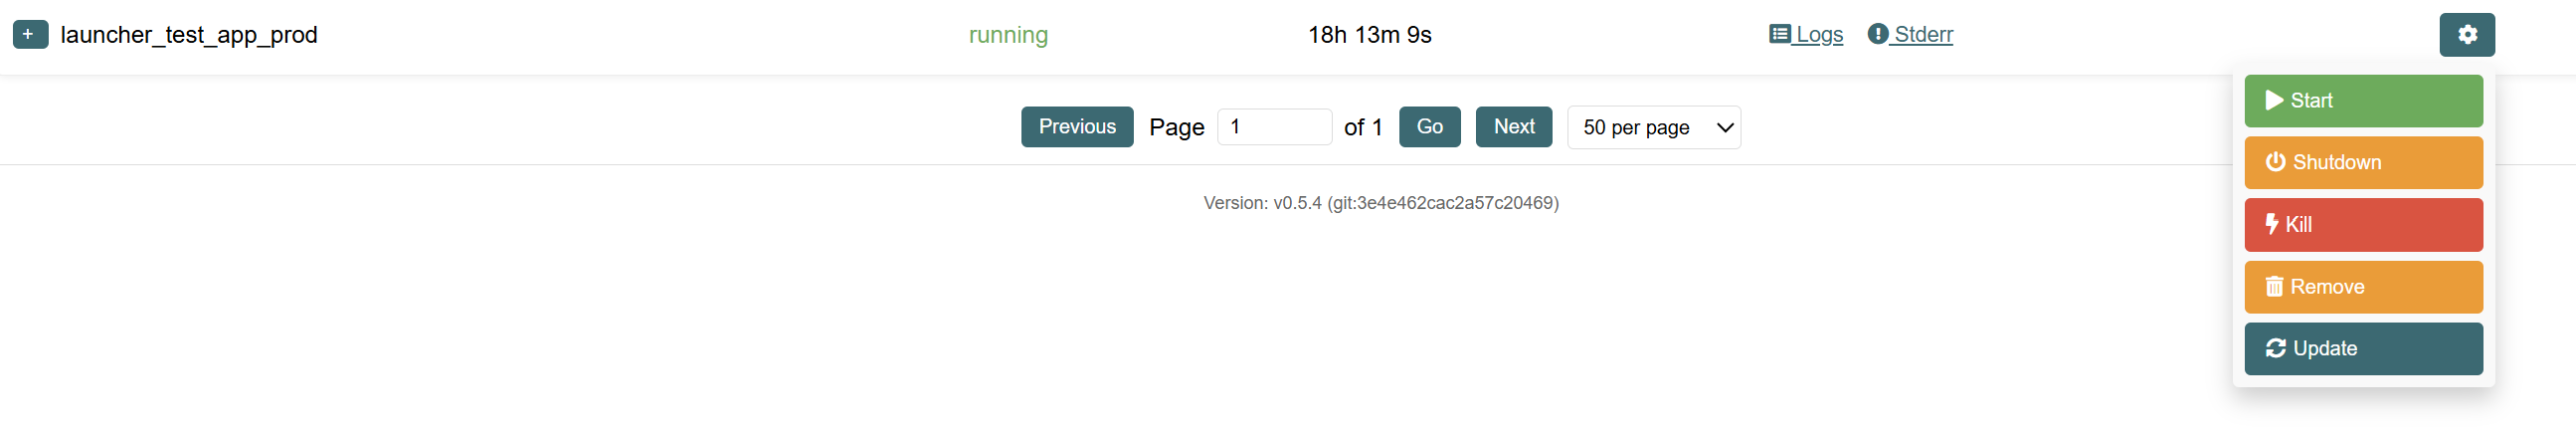 + launcher_test_app_prod running 18h 13m 9s Logs Stderr
Previous Page 1 of 1 Go Next 50 per page
Version: v0.5.4 (git:3e4e462cac2a57c20469)
Start
Shutdown
Kill
Remove
Update